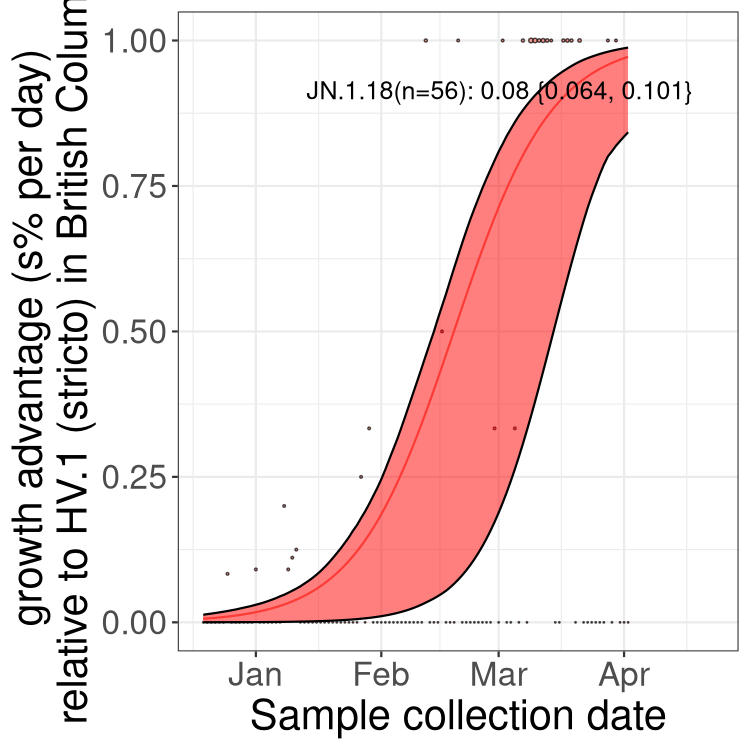 growth advantage (s% per day)
relative to HV.1 (stricto) in British Colum
1.00
0.75
0.50
0.25
0.00
JN.1.18(n=56): 0.08 {0.064, 0.101}
Jan Feb Mar Apr
Sample collection date